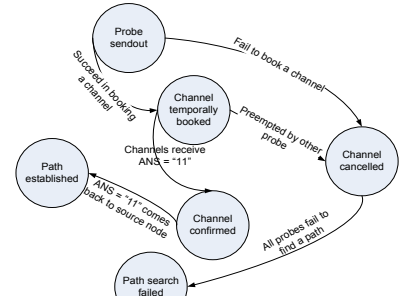 Probe
sendout
Fail to book a channel
Succeed in booking
a channel
Channel
temporally
booked
Preempted by other
probe
Channels receive
ANS = “11”
Channel
cancelled
Path
established
ANS = “11” comes
back to source node
Channel
confirmed
All probes fail to
find a path
Path search
failed